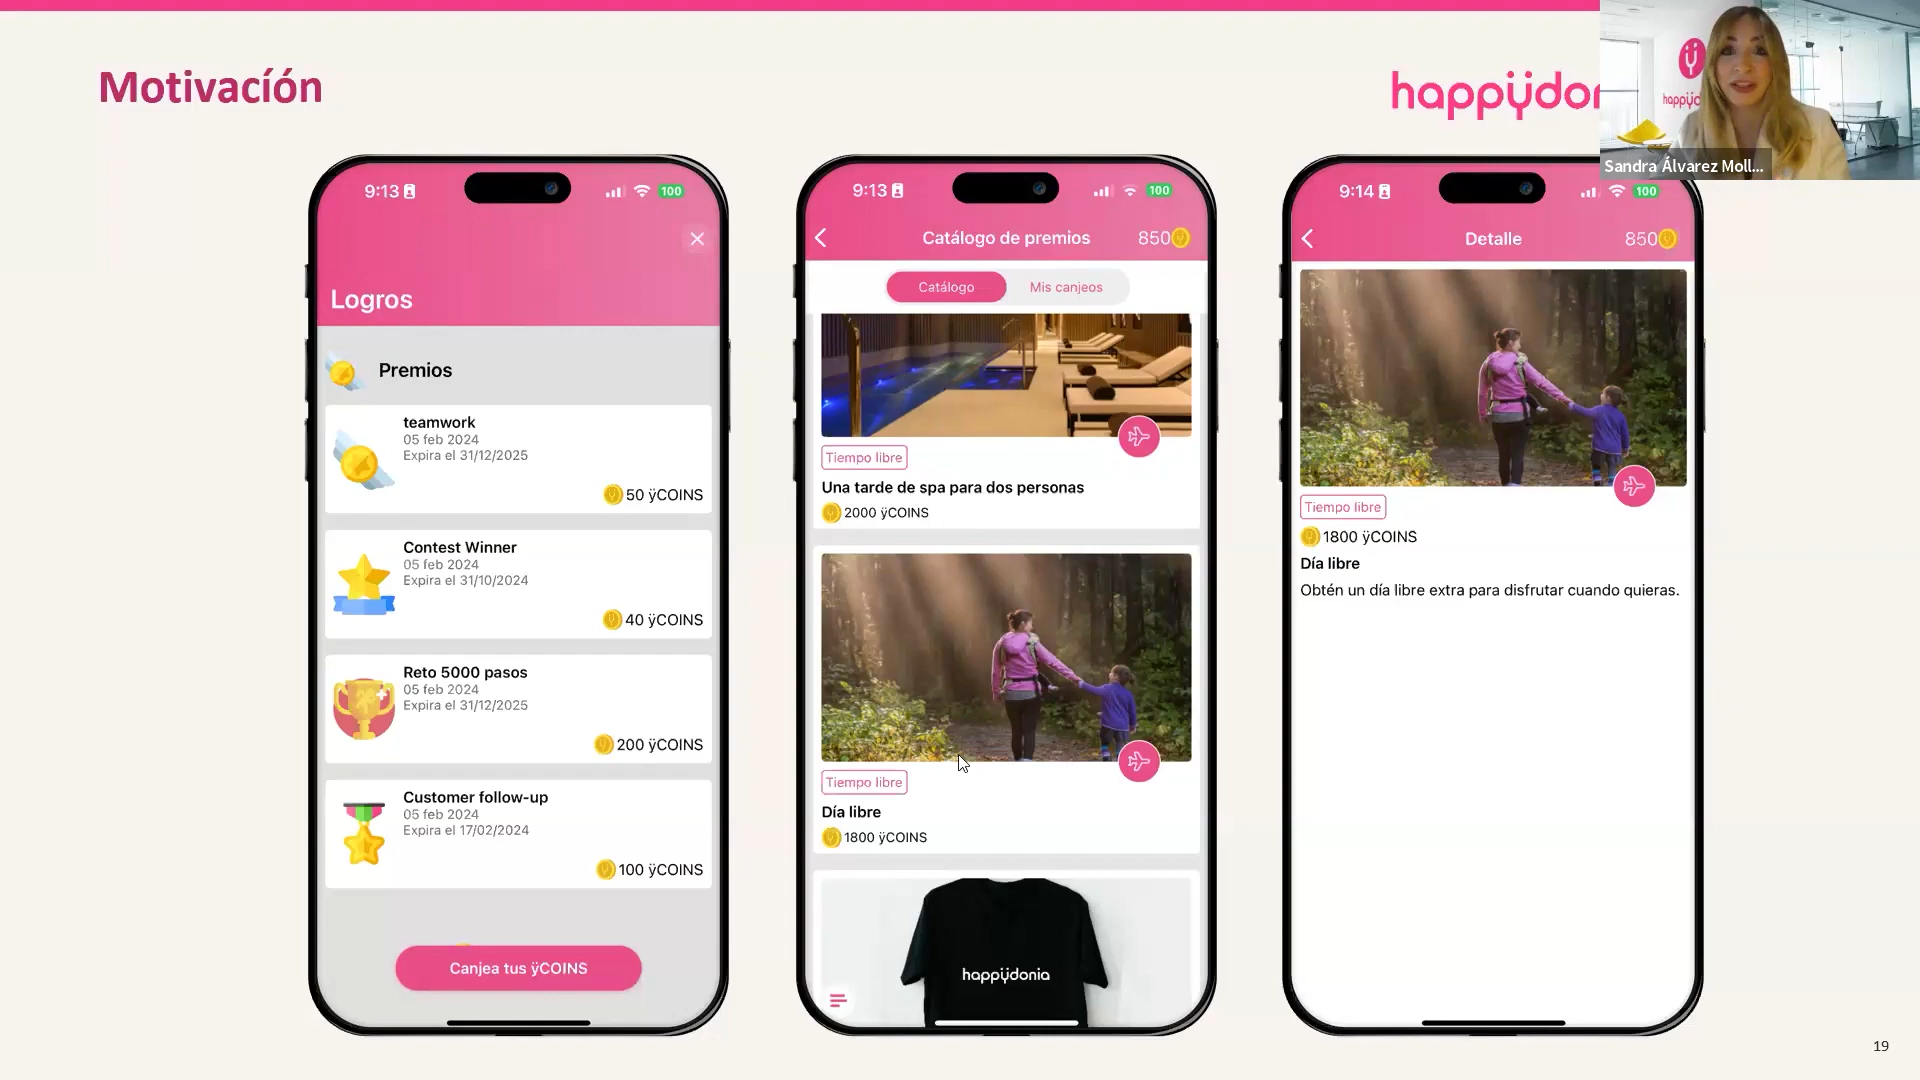 Motivacíón
happÿdon
happÿd
Sandra Álvarez Moll...
9:13
100
Logros
Premios
teamwork
05 feb 2024
Expira el 31/12/2025
50 ÿCOINS
Contest Winner
05 feb 2024
Expira el 31/10/2024
40 ÿCOINS
Reto 5000 pasos
05 feb 2024
Expira el 31/12/2025
200 ÿCOINS
Customer follow-up
05 feb 2024
Expira el 17/02/2024
100 ÿCOINS
Canjea tus ÿCOINS
9:13
100
Catálogo de premios
850
Catálogo
Mis canjeos
Tiempo libre
Una tarde de spa para dos personas
2000 ÿCOINS
Tiempo libre
Día libre
1800 ÿCOINS
happÿdonia
9:14
100
Detalle
850
Tiempo libre
1800 ÿCOINS
Día libre
Obtén un día libre extra para disfrutar cuando quieras.
19